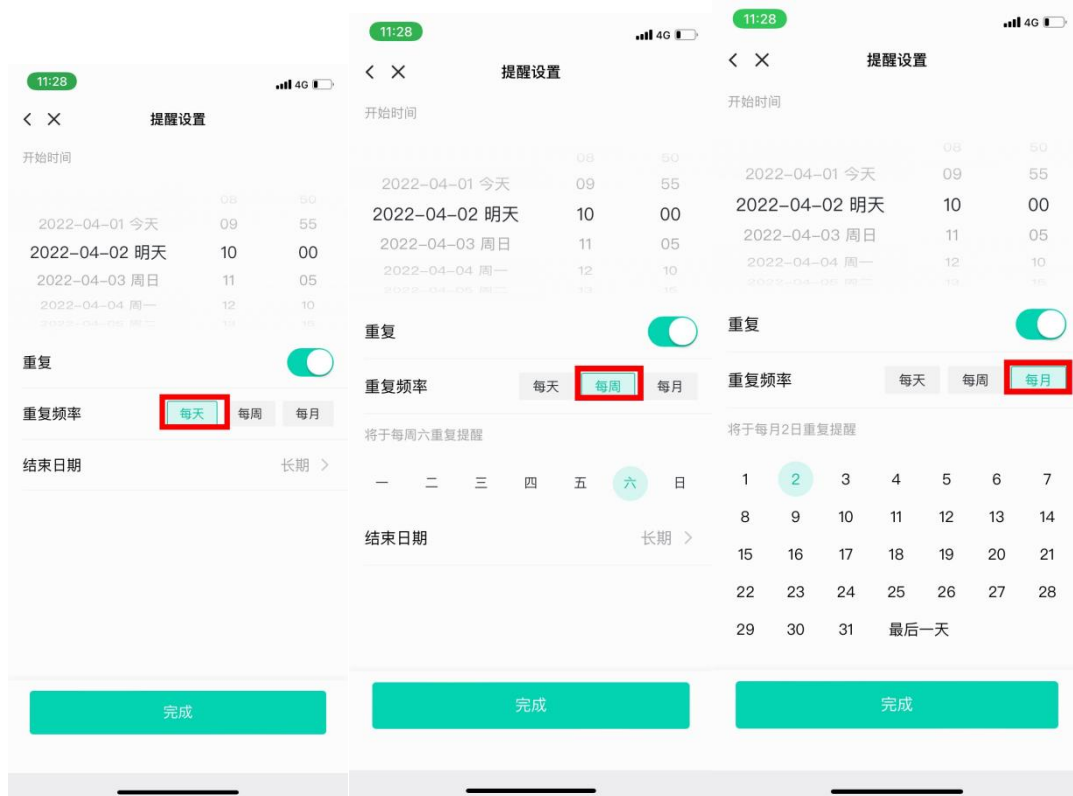 11:28
4G
提醒设置
开始时间
08 50
2022-04-01 今天 09 55
2022-04-02 明天 10 00
2022-04-03 周日 11 05
2022-04-04 周一 12 10
重复
重复频率 每天 每周 每月
结束日期 长期
完成
11:28
4G
提醒设置
开始时间
08 50
2022-04-01 今天 09 55
2022-04-02 明天 10 00
2022-04-03 周日 11 05
2022-04-04 周一 12 10
重复
重复频率 每天 每周 每月
将于每周六重复提醒
一 二 三 四 五 六 日
结束日期 长期
完成
11:28
4G
提醒设置
开始时间
08 50
2022-04-01 今天 09 55
2022-04-02 明天 10 00
2022-04-03 周日 11 05
2022-04-04 周一 12 10
重复
重复频率 每天 每周 每月
将于每月2日重复提醒
1 2 3 4 5 6 7
8 9 10 11 12 13 14
15 16 17 18 19 20 21
22 23 24 25 26 27 28
29 30 31 最后一天
完成